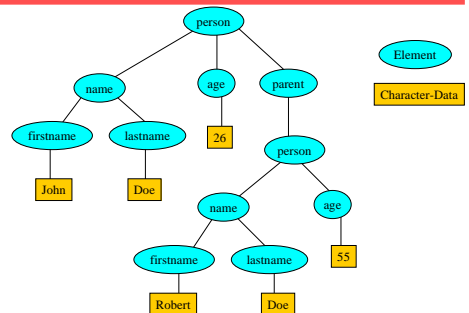 person
Element
name
age
parent
Character-Data
firstname
lastname
26
person
John
Doe
name
age
firstname
lastname
55
Robert
Doe